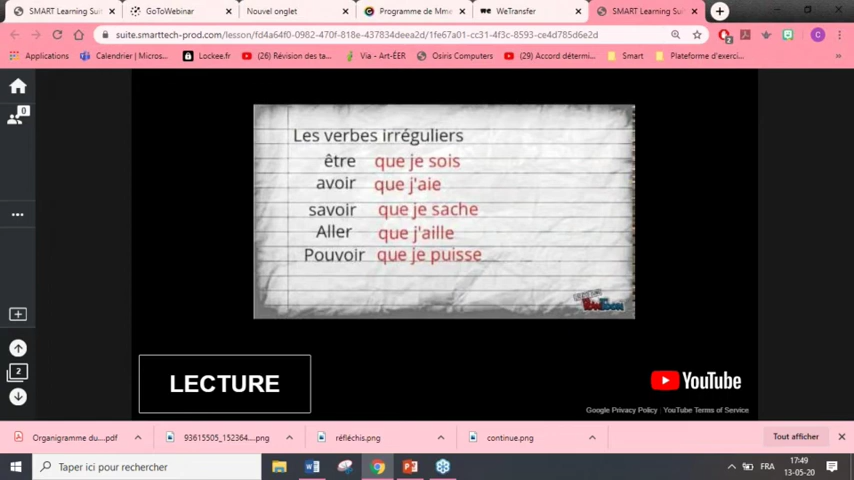 SMART Learning Suit
GoToWebinar
Nouvel onglet
Programme de Mma
WeTransfer
SMART Learning Suit
suite.smarttech-prod.com/lesson/fd4a64f0-0982-470f-818e-437834deea2d/1fe67a01-cc31-4f3c-8593-ce4d785d6e2d
Applications
Calendrier | Micros...
Lockee.fr
(26) Révision des ta...
Via - Art-ÉER
Osiris Computers
(29) Accord détermi...
Smart
Plateforme d'exerci...
0
Les verbes irréguliers
être que je sois
avoir que j'aie
savoir que je sache
Aller que j'aille
Pouvoir que je puisse
2
LECTURE
YouTube
Google Privacy Policy | YouTube Terms of Service
Organigramme du....pdf
93615505_152364....png
réfléchis.png
continue.png
Tout afficher
Taper ici pour rechercher
FRA
17:49
13-05-20